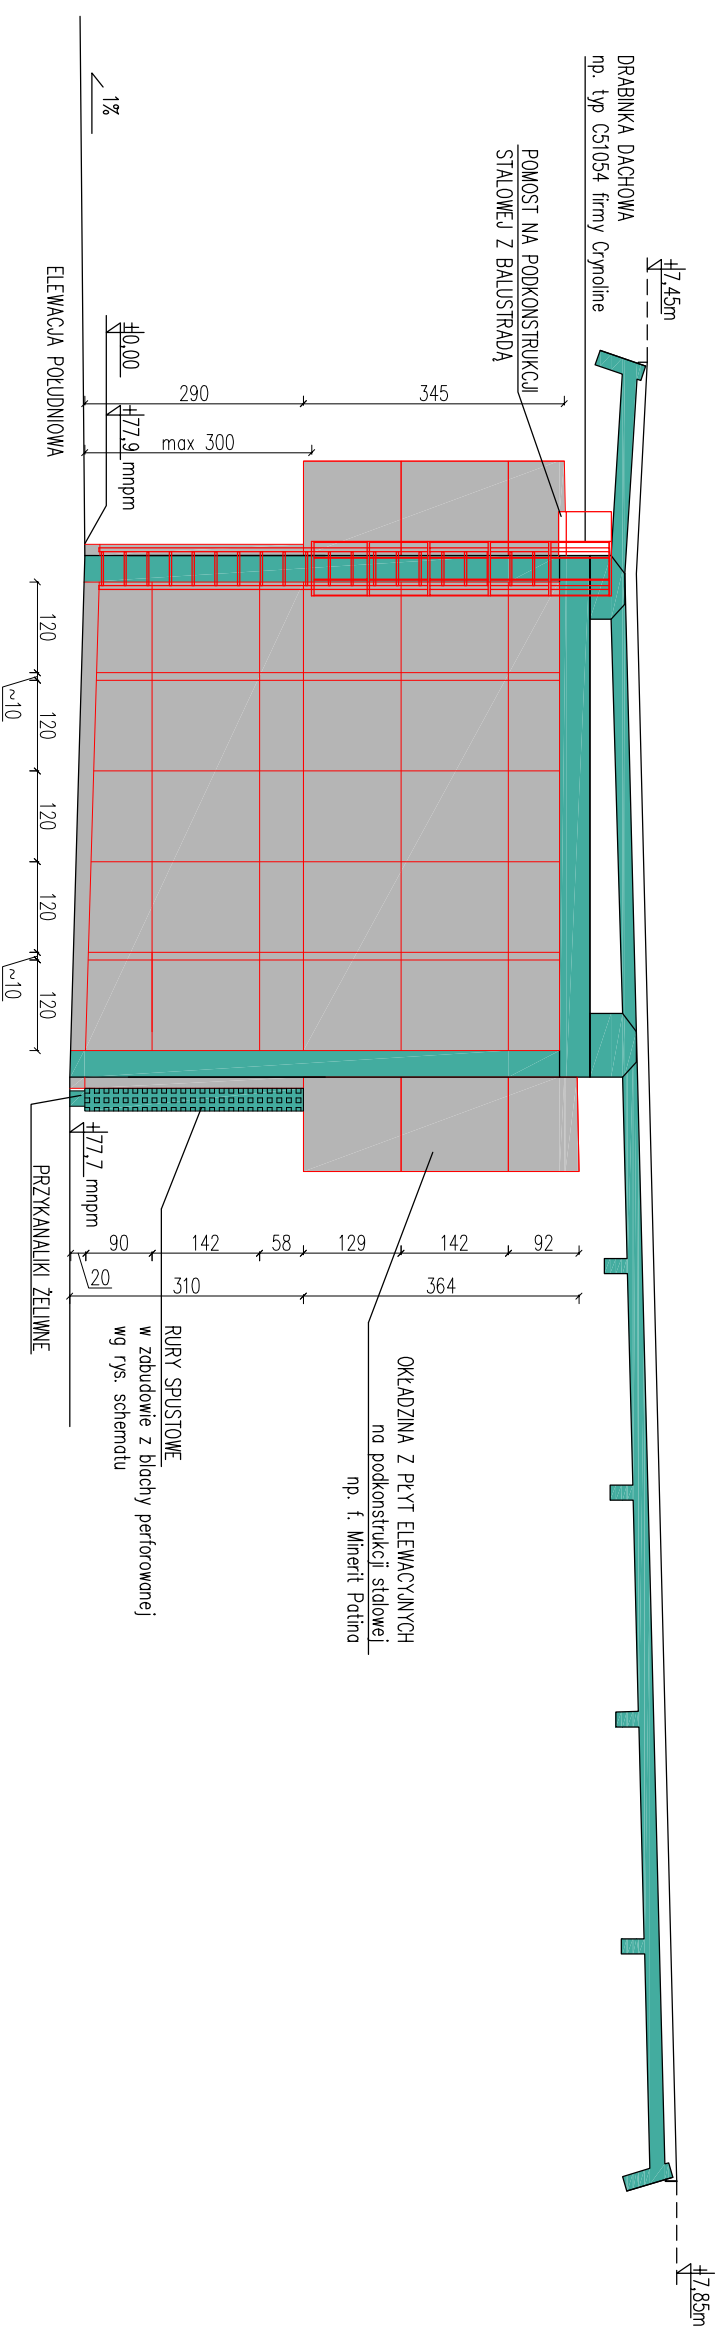 DRABINKA DACHOWA
np. typ C51054 firmy Crynoline
POMOST NA PODKONSTRUKCJI
STALOWEJ Z BALUSTRADĄ
+7,45m
1%
±0,00
+77,9 mnpm
ELEWACJA POŁUDNIOWA
290
345
max 300
120
~10
120
120
120
~10
120
+77,7 mnpm
PRZYKANALIKI ŻELIWNE
20
90
142
58
129
142
92
310
364
RURY SPUSTOWE
w zabudowie z blachy perforowanej
wg rys. schematu
OKŁADZINA Z PŁYT ELEWACYJNYCH
na podkonstrukcji stalowej
np. f. Minerit Patina
+7,85m